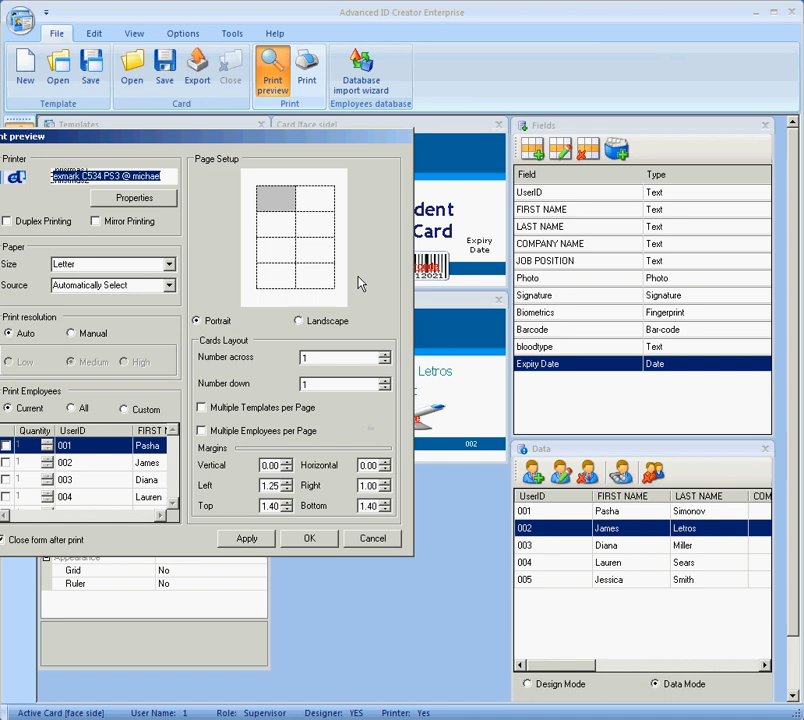 Advanced ID Creator Enterprise
File
Edit
View
Options
Tools
Help
New
Open
Save
Open
Save
Export
Close
Print preview
Print
Database import wizard
Template
Card
Print
Employees database
Templates
Card (face side)
nt preview
Printer
exmark C534 PS3 @ michael
Properties
Duplex Printing
Mirror Printing
Paper
Size
Letter
Source
Automatically Select
Print resolution
Auto
Manual
Low
Medium
High
Print Employees
Current
All
Custom
Quantity
UserID
FIRST N
1
001
Pasha
1
002
James
1
003
Diana
1
004
Lauren
Close form after print
Page Setup
Portrait
Landscape
Cards Layout
Number across
1
Number down
1
Multiple Templates per Page
Multiple Employees per Page
Margins
Vertical
0.00
Horizontal
0.00
Left
1.25
Right
1.00
Top
1.40
Bottom
1.40
Apply
OK
Cancel
dent
Card
Expiry
Date
12021
Letros
002
Appearance
Grid
No
Ruler
No
Fields
Field
Type
UserID
Text
FIRST NAME
Text
LAST NAME
Text
COMPANY NAME
Text
JOB POSITION
Text
Photo
Photo
Signature
Signature
Biometrics
Fingerprint
Barcode
Bar-code
bloodtype
Text
Expiry Date
Date
Data
UserID
FIRST NAME
LAST NAME
COM
001
Pasha
Simonov
002
James
Letros
003
Diana
Miller
004
Lauren
Sears
005
Jessica
Smith
Design Mode
Data Mode
Active Card [face side]
User Name: 1
Role: Supervisor
Designer: YES
Printer: Yes